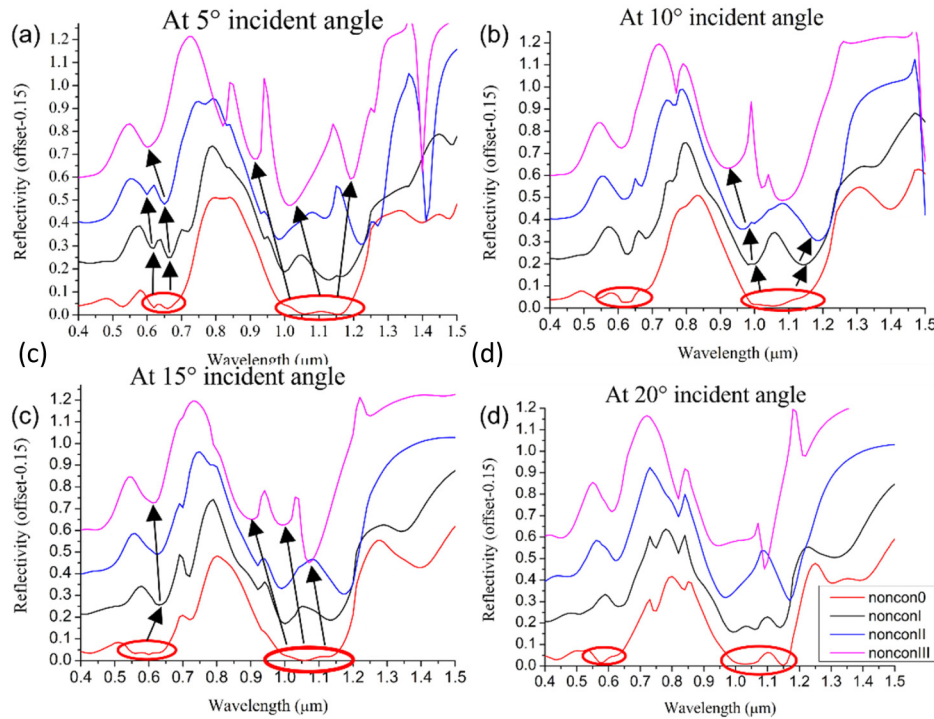 (a) At 5° incident angle
1.2
1.1
1.0
0.9
0.8
0.7
0.6
0.5
0.4
0.3
0.2
0.1
0.0
Reflectivity (offset-0.15)
0.4 0.5 0.6 0.7 0.8 0.9 1.0 1.1 1.2 1.3 1.4 1.5
Wavelength (μm)
(b) At 10° incident angle
1.2
1.1
1.0
0.9
0.8
0.7
0.6
0.5
0.4
0.3
0.2
0.1
0.0
Reflectivity (offset-0.15)
0.4 0.5 0.6 0.7 0.8 0.9 1.0 1.1 1.2 1.3 1.4 1.5
Wavelength (μm)
(c)
(c) At 15° incident angle
1.2
1.1
1.0
0.9
0.8
0.7
0.6
0.5
0.4
0.3
0.2
0.1
0.0
Reflectivity (offset-0.15)
0.4 0.5 0.6 0.7 0.8 0.9 1.0 1.1 1.2 1.3 1.4 1.5
Wavelength (μm)
(d)
(d) At 20° incident angle
1.2
1.1
1.0
0.9
0.8
0.7
0.6
0.5
0.4
0.3
0.2
0.1
0.0
Reflectivity (offset-0.15)
0.4 0.5 0.6 0.7 0.8 0.9 1.0 1.1 1.2 1.3 1.4 1.5
Wavelength (μm)
noncon0
nonconI
nonconII
nonconIII